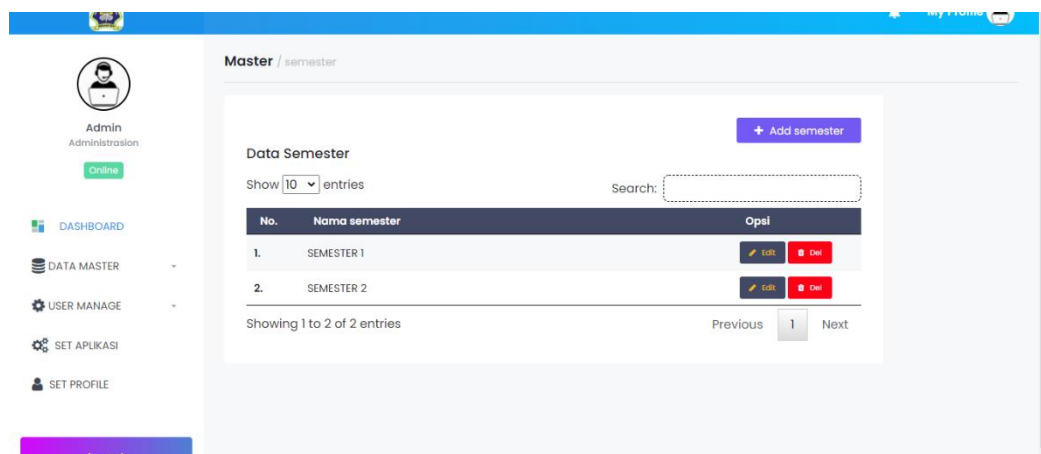 My Profile
Master / semester
Admin
Administrasion
Online
DASHBOARD
DATA MASTER
USER MANAGE
SET APLIKASI
SET PROFILE
+ Add semester
Data Semester
Show 10 entries
Search:
No. Nama semester Opsi
1. SEMESTER 1 Edit Del
2. SEMESTER 2 Edit Del
Showing 1 to 2 of 2 entries
Previous 1 Next